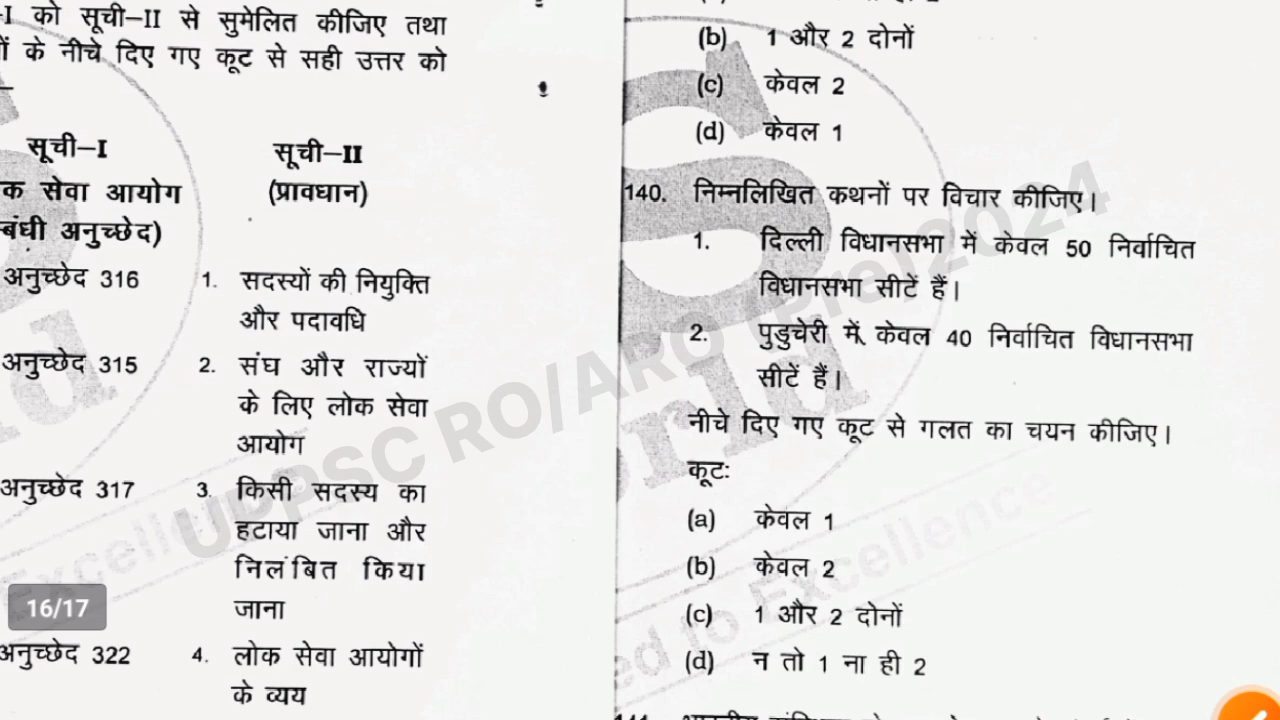 -I को सूची-II से सुमेलित कीजिए तथा
के नीचे दिए गए कूट से सही उत्तर को
सूची-I
सूची-II
क सेवा आयोग
(प्रावधान)
बंधी अनुच्छेद)
अनुच्छेद 316
1. सदस्यों की नियुक्ति
और पदावधि
अनुच्छेद 315
2. संघ और राज्यों
के लिए लोक सेवा
आयोग
अनुच्छेद 317
3. किसी सदस्य का
हटाया जाना और
निलंबित किया
जाना
अनुच्छेद 322
4. लोक सेवा आयोगों
के व्यय
16/17
(b) 1 और 2 दोनों
(c) केवल 2
(d) केवल 1
140. निम्नलिखित कथनों पर विचार कीजिए।
1. दिल्ली विधानसभा में केवल 50 निर्वाचित
विधानसभा सीटें हैं।
2. पुडुचेरी में केवल 40 निर्वाचित विधानसभा
सीटें हैं।
नीचे दिए गए कूट से गलत का चयन कीजिए।
कूटः
(a) केवल 1
(b) केवल 2
(c) 1 और 2 दोनों
(d) न तो 1 ना ही 2
UPPSC RO/ARO (Pre) 2024